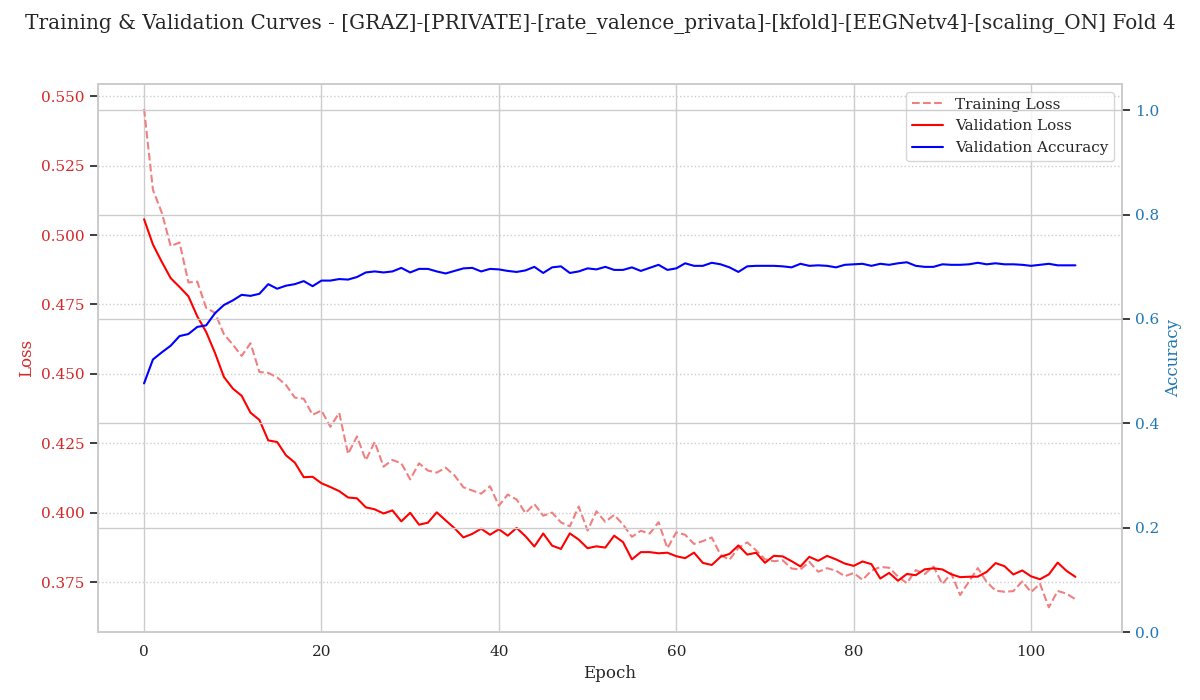 Training & Validation Curves - [GRAZ]-[PRIVATE]-[rate_valence_privata]-[kfold]-[EEGNetv4]-[scaling_ON] Fold 4
Training Loss
Validation Loss
Validation Accuracy
0.550
0.525
0.500
0.475
0.450
0.425
0.400
0.375
Loss
1.0
0.8
0.6
0.4
0.2
0.0
Accuracy
0 20 40 60 80 100
Epoch